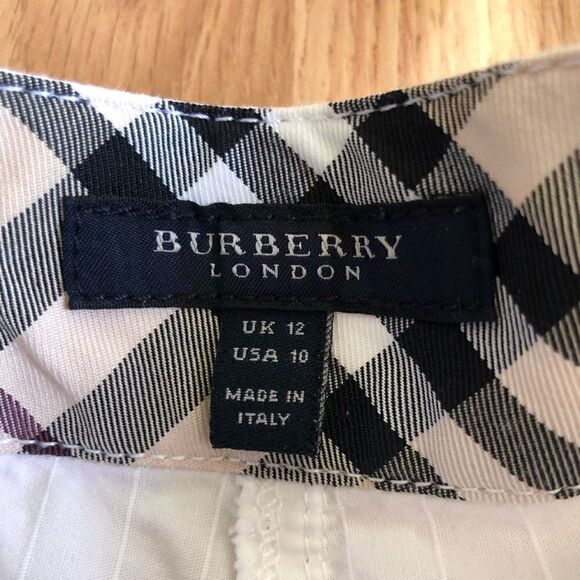 BURBERRY
LONDON
UK 12
USA 10
MADE IN
ITALY